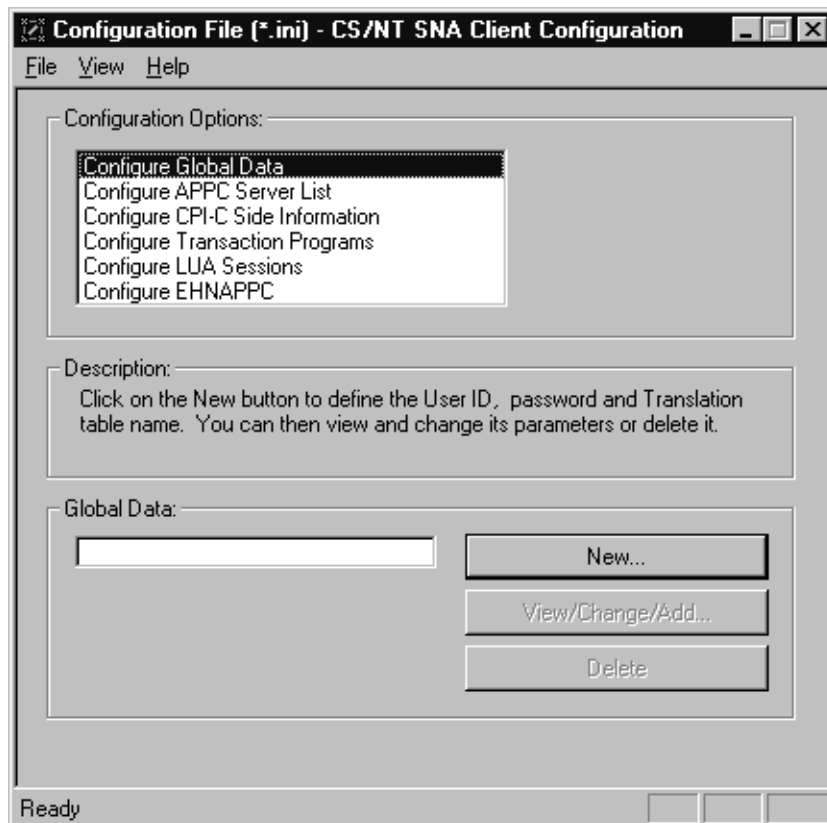 Configuration File (*.ini) - CS/NT SNA Client Configuration
File View Help
Configuration Options:
Configure Global Data
Configure APPC Server List
Configure CPI-C Side Information
Configure Transaction Programs
Configure LUA Sessions
Configure EHNAPPC
Description:
Click on the New button to define the User ID, password and Translation
table name. You can then view and change its parameters or delete it.
Global Data:
New...
View/Change/Add...
Delete
Ready